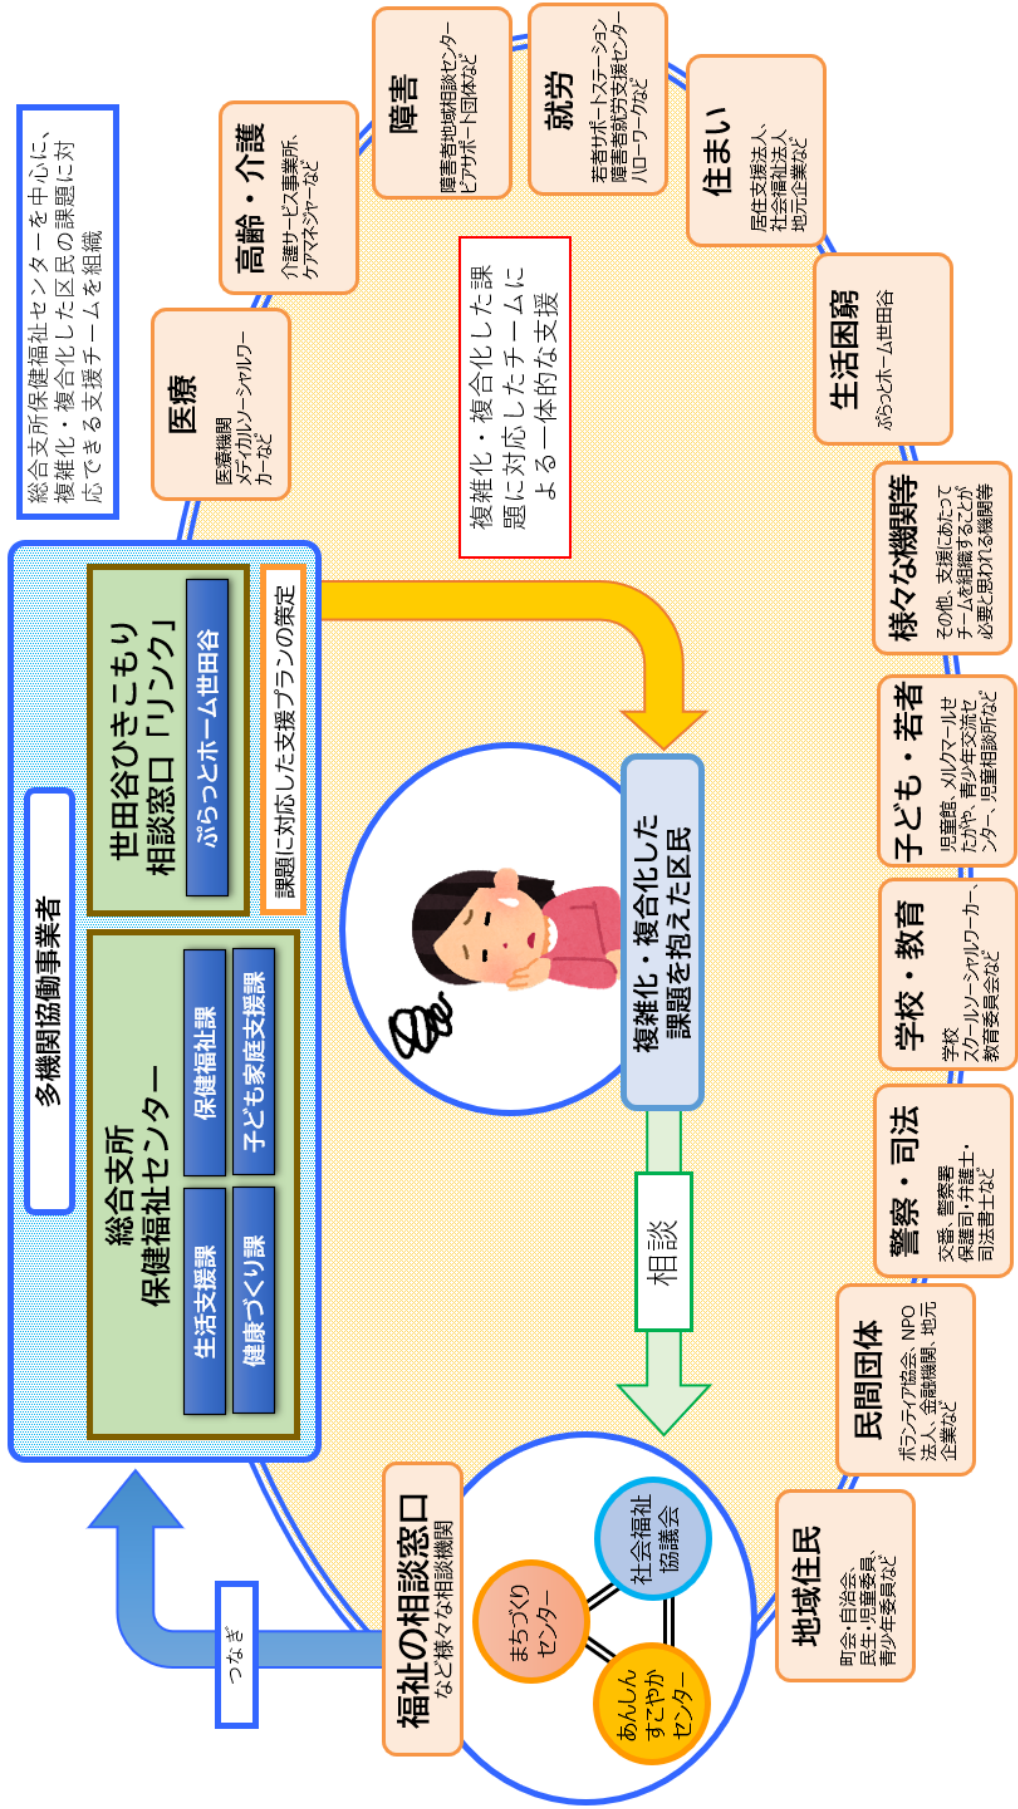 多機関協働事業者
総合支所
保健福祉センター
生活支援課
保健福祉課
健康づくり課
子ども家庭支援課
世田谷ひきこもり
相談窓口「リンク」
ぷらっとホーム世田谷
課題に対応した支援プランの策定
総合支所保健福祉センターを中心に、
複雑化・複合化した区民の課題に対
応できる支援チームを組織
つなぎ
福祉の相談窓口
など様々な相談機関
まちづくり
センター
あんしん
すこやか
センター
社会福祉
協議会
相談
複雑化・複合化した
課題を抱えた区民
複雑化・複合化した課
題に対応したチームに
よる一体的な支援
医療
医療機関
メディカルソーシャルワー
カーなど
高齢・介護
介護サービス事業所、
ケアマネジャーなど
障害
障害者地域相談センター
ピアサポート団体など
就労
若者サポートステーション
障害者就労支援センター
ハローワークなど
住まい
居住支援法人、
社会福祉法人
地元企業など
生活困窮
ぷらっとホーム世田谷
様々な機関等
その他、支援にあたって
チームを組織することが
必要と思われる機関等
子ども・若者
児童館、メルクマールせ
たがや、青少年交流セ
ンター、児童相談所など
学校・教育
学校
スクールソーシャルワーカー、
教育委員会など
警察・司法
交番、警察署
保護司・弁護士・
司法書士など
民間団体
ボランティア協会、NPO
法人、金融機関、地元
企業など
地域住民
町会・自治会、
民生・児童委員、
青少年委員など